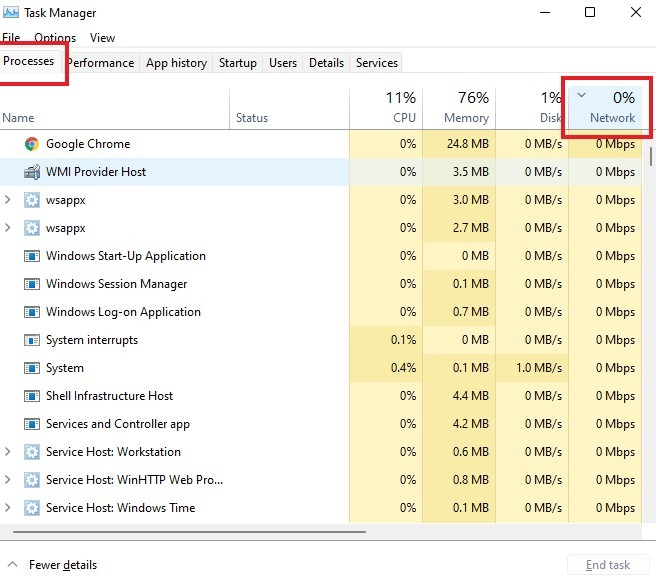 Task Manager
File Options View
Processes Performance App history Startup Users Details Services
11% 76% 1% 0%
Name Status CPU Memory Disk Network
Google Chrome 0% 24.8 MB 0 MB/s 0 Mbps
WMI Provider Host 0% 3.5 MB 0 MB/s 0 Mbps
wsappx 0% 3.0 MB 0 MB/s 0 Mbps
wsappx 0% 2.7 MB 0 MB/s 0 Mbps
Windows Start-Up Application 0% 0 MB 0 MB/s 0 Mbps
Windows Session Manager 0% 0.1 MB 0 MB/s 0 Mbps
Windows Log-on Application 0% 0.7 MB 0 MB/s 0 Mbps
System interrupts 0.1% 0 MB 0 MB/s 0 Mbps
System 0.4% 0.1 MB 1.0 MB/s 0 Mbps
Shell Infrastructure Host 0% 4.4 MB 0 MB/s 0 Mbps
Services and Controller app 0% 4.2 MB 0 MB/s 0 Mbps
Service Host: Workstation 0% 0.6 MB 0 MB/s 0 Mbps
Service Host: WinHTTP Web Pro... 0% 0.8 MB 0 MB/s 0 Mbps
Service Host: Windows Time 0% 0.1 MB 0 MB/s 0 Mbps
Fewer details End task